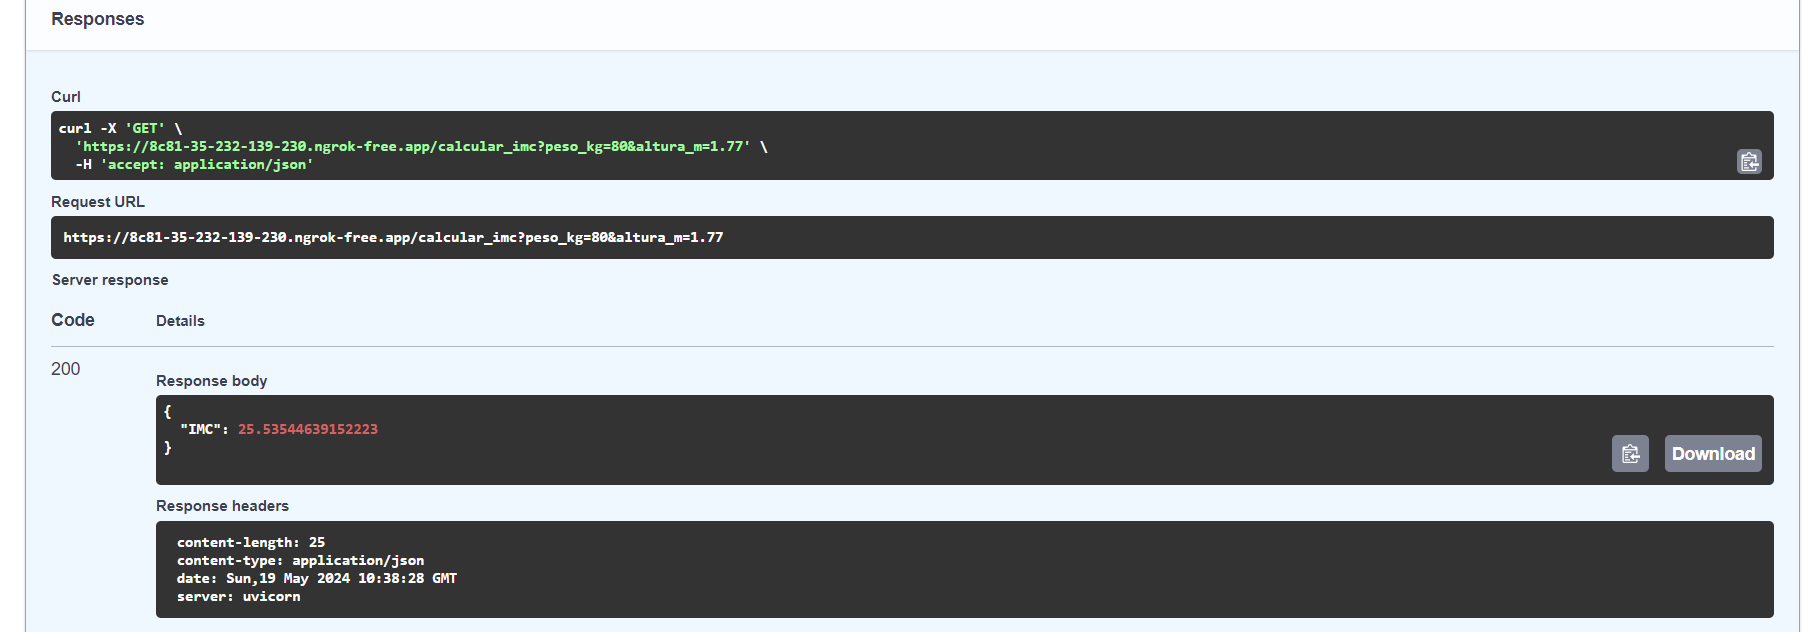 Responses
Curl
curl -X 'GET' \
  'https://8c81-35-232-139-230.ngrok-free.app/calcular_imc?peso_kg=80&altura_m=1.77' \
  -H 'accept: application/json'
Request URL
https://8c81-35-232-139-230.ngrok-free.app/calcular_imc?peso_kg=80&altura_m=1.77
Server response
Code Details
200
Response body
{
  "IMC": 25.53544639152223
}
Download
Response headers
content-length: 25
content-type: application/json
date: Sun,19 May 2024 10:38:28 GMT
server: uvicorn